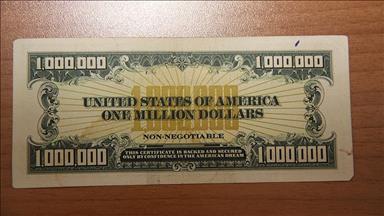 1,000,000 1,000,000
1,000,000
UNITED STATES OF AMERICA
ONE MILLION DOLLARS
NON-NEGOTIABLE
THIS CERTIFICATE IS BACKED AND SECURED
ONLY BY CONFIDENCE IN THE AMERICAN DREAM
1,000,000 1,000,000